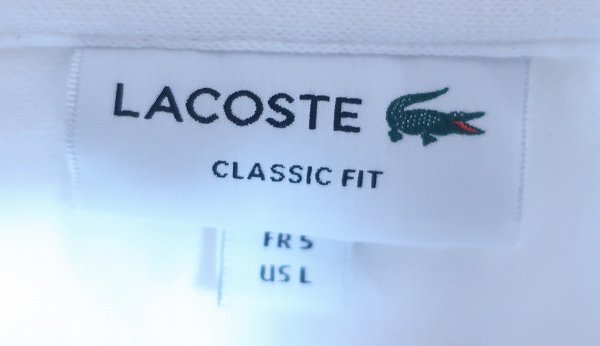 LACOSTE
CLASSIC FIT
FR 5
US L